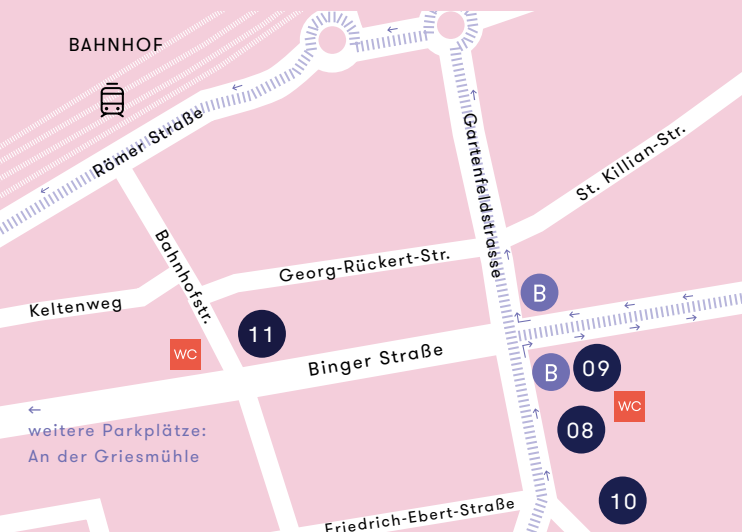 BAHNHOF
Römer Straße
Gartenfeldstrasse
St. Killian-Str.
Bahnhofstr.
Georg-Rückert-Str.
Keltenweg
B
11
WC
Binger Straße
B
09
WC
08
weitere Parkplätze:
An der Griesmühle
10
Friedrich-Ebert-Straße